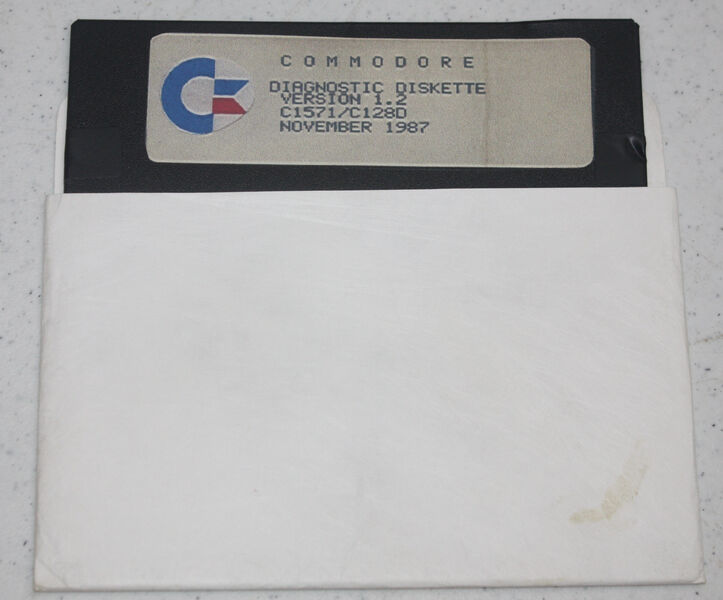 COMMODORE
DIAGNOSTIC DISKETTE
VERSION 1.2
C1571/C128D
NOVEMBER 1987